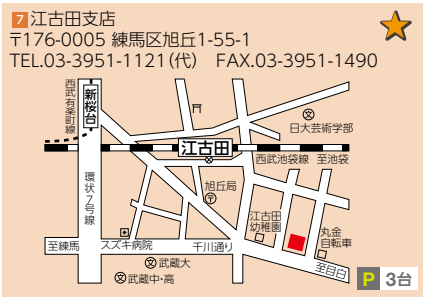 7 江古田支店
〒176-0005 練馬区旭丘1-55-1
TEL.03-3951-1121(代) FAX.03-3951-1490
西武有楽町線
新桜台
日大芸術学部
江古田
西武池袋線 至池袋
環状7号線
旭丘局
江古田
幼稚園
丸金
自転車
至練馬 スズキ病院 千川通り
至目白
武蔵大
武蔵中・高
P 3台